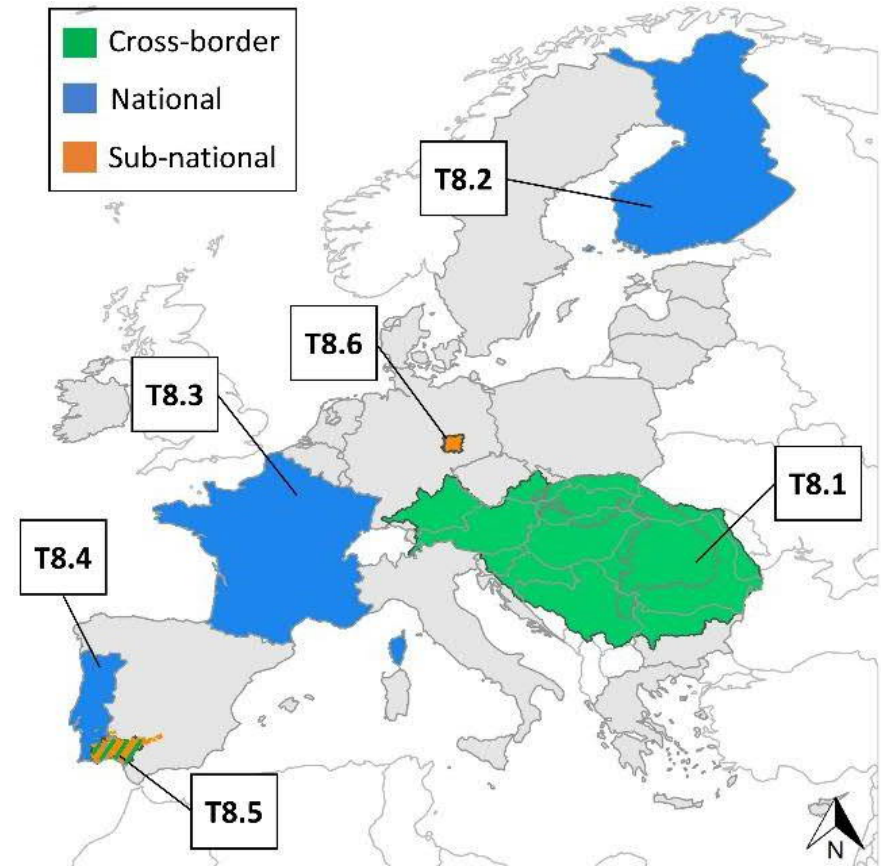 Cross-border
National
Sub-national
T8.2
T8.6
T8.3
T8.1
T8.4
T8.5
N